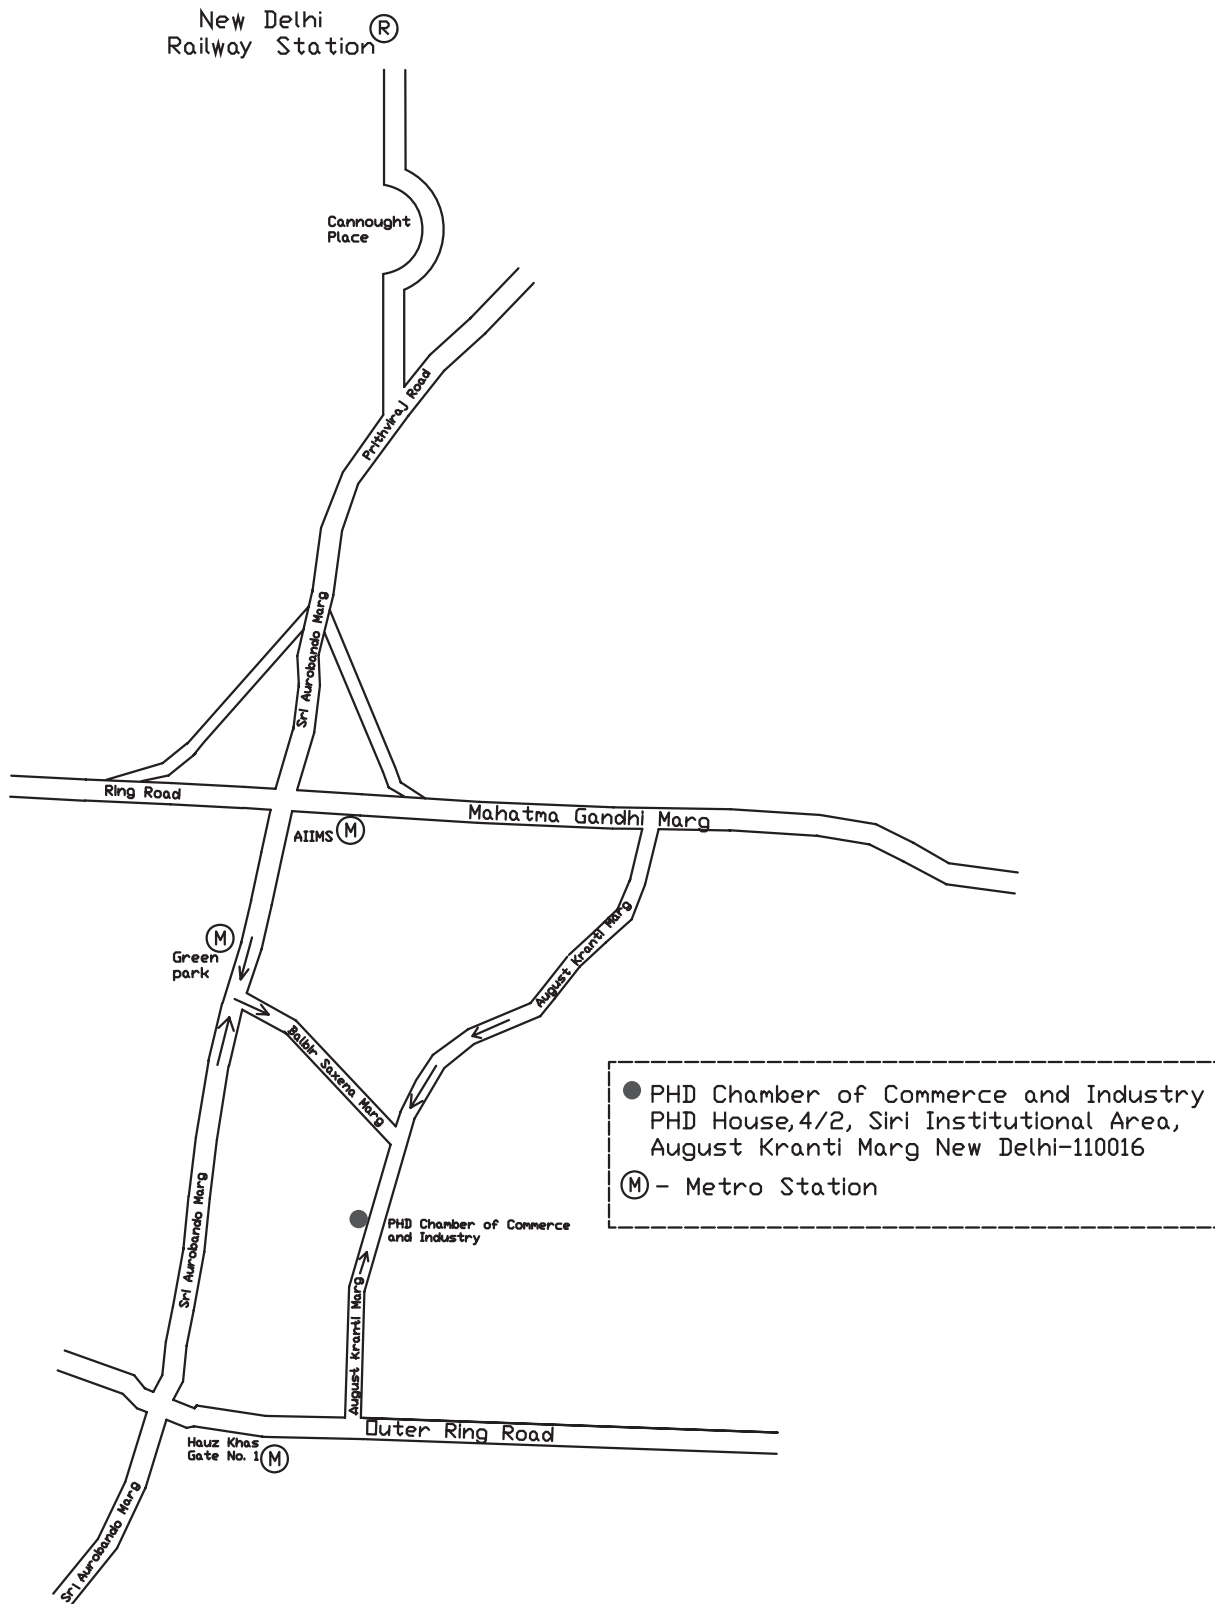 New Delhi
Railway Station
R
Cannought
Place
Prithviraj Road
Sri Aurobando Marg
Ring Road
Mahatma Gandhi Marg
AIIMS
M
August Kranti Marg
M
Green
park
Balbir Saxena Marg
PHD Chamber of Commerce and Industry
PHD House,4/2, Siri Institutional Area,
August Kranti Marg New Delhi-110016
M - Metro Station
Sri Aurobando Marg
PHD Chamber of Commerce
and Industry
August Kranti Marg
Outer Ring Road
Hauz Khas
Gate No. 1
M
Sri Aurobando Marg